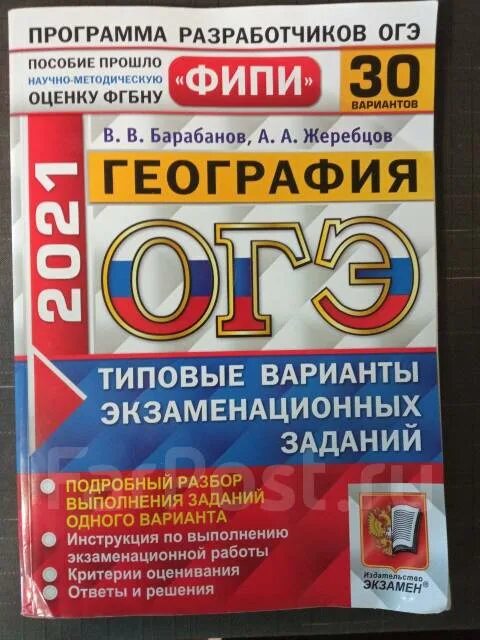 ПРОГРАММА РАЗРАБОТЧИКОВ ОГЭ
ПОСОБИЕ ПРОШЛО
НАУЧНО-МЕТОДИЧЕСКУЮ
ОЦЕНКУ ФГБНУ
«ФИПИ»
30
ВАРИАНТОВ
В. В. Барабанов, А. А. Жеребцов
ГЕОГРАФИЯ
2021
ОГЭ
ТИПОВЫЕ ВАРИАНТЫ
ЭКЗАМЕНАЦИОННЫХ
ЗАДАНИЙ
FarPost.ru
ПОДРОБНЫЙ РАЗБОР
ВЫПОЛНЕНИЯ ЗАДАНИЙ
ОДНОГО ВАРИАНТА
Инструкция по выполнению
экзаменационной работы
Критерии оценивания
Ответы и решения
Издательство
ЭКЗАМЕН®